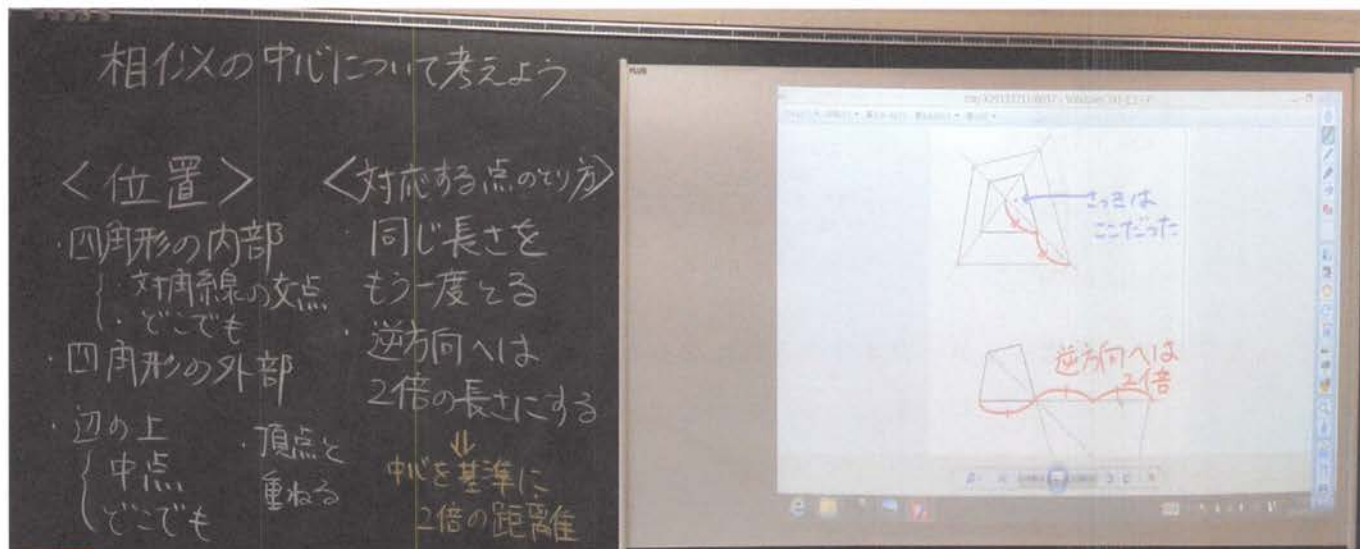 相似の中心について考えよう
＜位置＞
・四角形の内部
・対角線の交点
・どこでも
・四角形の外部
・辺の上
中点
どこでも
・頂点と
重ねる
＜対応する点のとり方＞
・同じ長さを
もう一度とる
・逆方向へは
2倍の長さにする
⇓
中心を基準に
2倍の距離
PLUS
さっきは
ここだった
逆方向へは
2倍